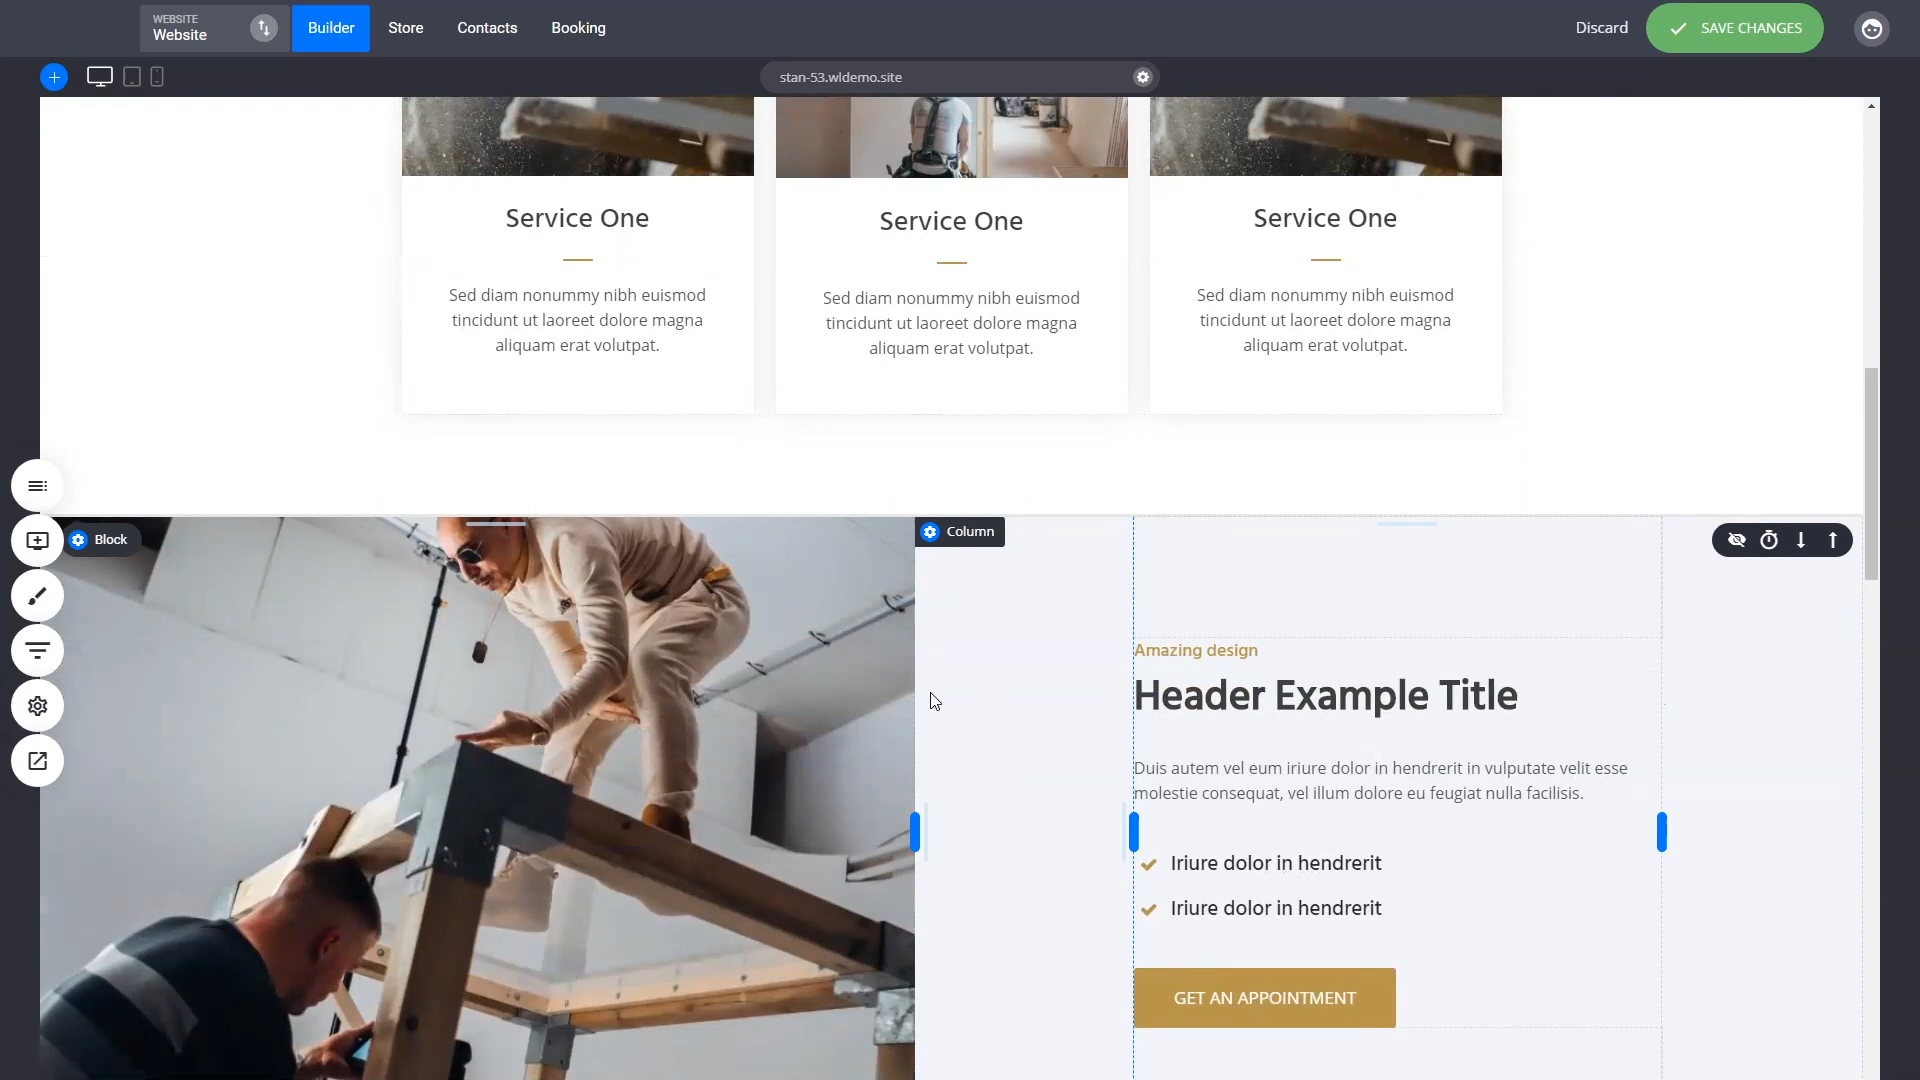 WEBSITE
Website
Builder
Store
Contacts
Booking
Discard
SAVE CHANGES
stan-53.wldemo.site
Service One
Sed diam nonummy nibh euismod
tincidunt ut laoreet dolore magna
aliquam erat volutpat.
Service One
Sed diam nonummy nibh euismod
tincidunt ut laoreet dolore magna
aliquam erat volutpat.
Service One
Sed diam nonummy nibh euismod
tincidunt ut laoreet dolore magna
aliquam erat volutpat.
Block
Column
Amazing design
Header Example Title
Duis autem vel eum iriure dolor in hendrerit in vulputate velit esse
molestie consequat, vel illum dolore eu feugiat nulla facilisis.
Iriure dolor in hendrerit
Iriure dolor in hendrerit
GET AN APPOINTMENT